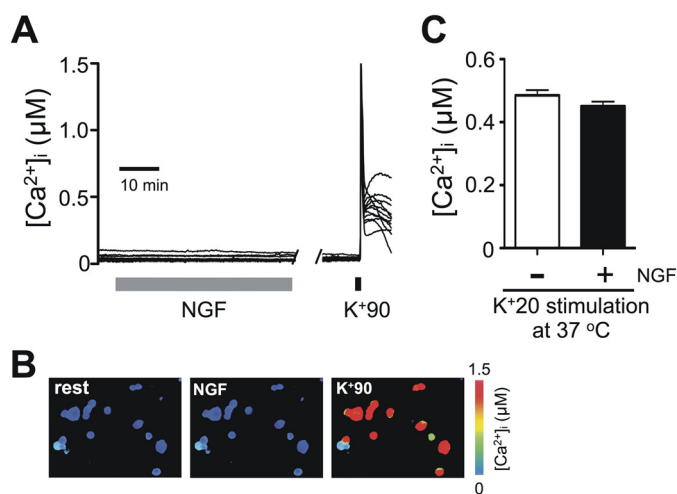 A
[Ca²⁺]ᵢ (μM)
1.5
1.0
0.5
0
10 min
NGF
K⁺90
C
[Ca²⁺]ᵢ (μM)
0.6
0.4
0.2
0
- + NGF
K⁺20 stimulation
at 37 ºC
B
rest
NGF
K⁺90
1.5
0
[Ca²⁺]ᵢ (μM)